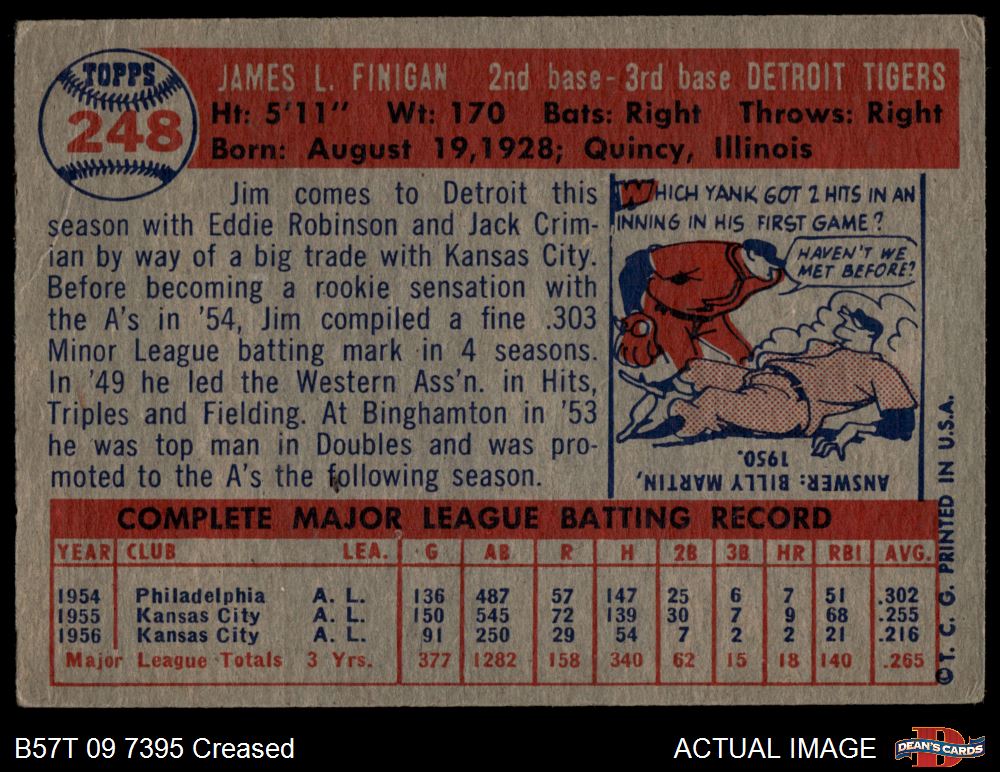 TOPPS
248
JAMES L. FINIGAN 2nd base - 3rd base DETROIT TIGERS
Ht: 5'11" Wt: 170 Bats: Right Throws: Right
Born: August 19, 1928; Quincy, Illinois
Jim comes to Detroit this
season with Eddie Robinson and Jack Crim-
ian by way of a big trade with Kansas City.
Before becoming a rookie sensation with
the A's in '54, Jim compiled a fine .303
Minor League batting mark in 4 seasons.
In '49 he led the Western Ass'n. in Hits,
Triples and Fielding. At Binghamton in '53
he was top man in Doubles and was pro-
moted to the A's the following season.
WHICH YANK GOT 2 HITS IN AN
INNING IN HIS FIRST GAME?
HAVEN'T WE
MET BEFORE?
ANSWER: BILLY MARTIN,
1950.
COMPLETE MAJOR LEAGUE BATTING RECORD
YEAR CLUB LEA. G AB R H 2B 3B HR RBI AVG.
1954 Philadelphia A. L. 136 487 57 147 25 6 7 51 .302
1955 Kansas City A. L. 150 545 72 139 30 7 9 68 .255
1956 Kansas City A. L. 91 250 29 54 7 2 2 21 .216
Major League Totals 3 Yrs. 377 1282 158 340 62 15 18 140 .265
© T. C. G. PRINTED IN U.S.A.
B57T 09 7395 Creased
ACTUAL IMAGE
DEAN'S CARDS